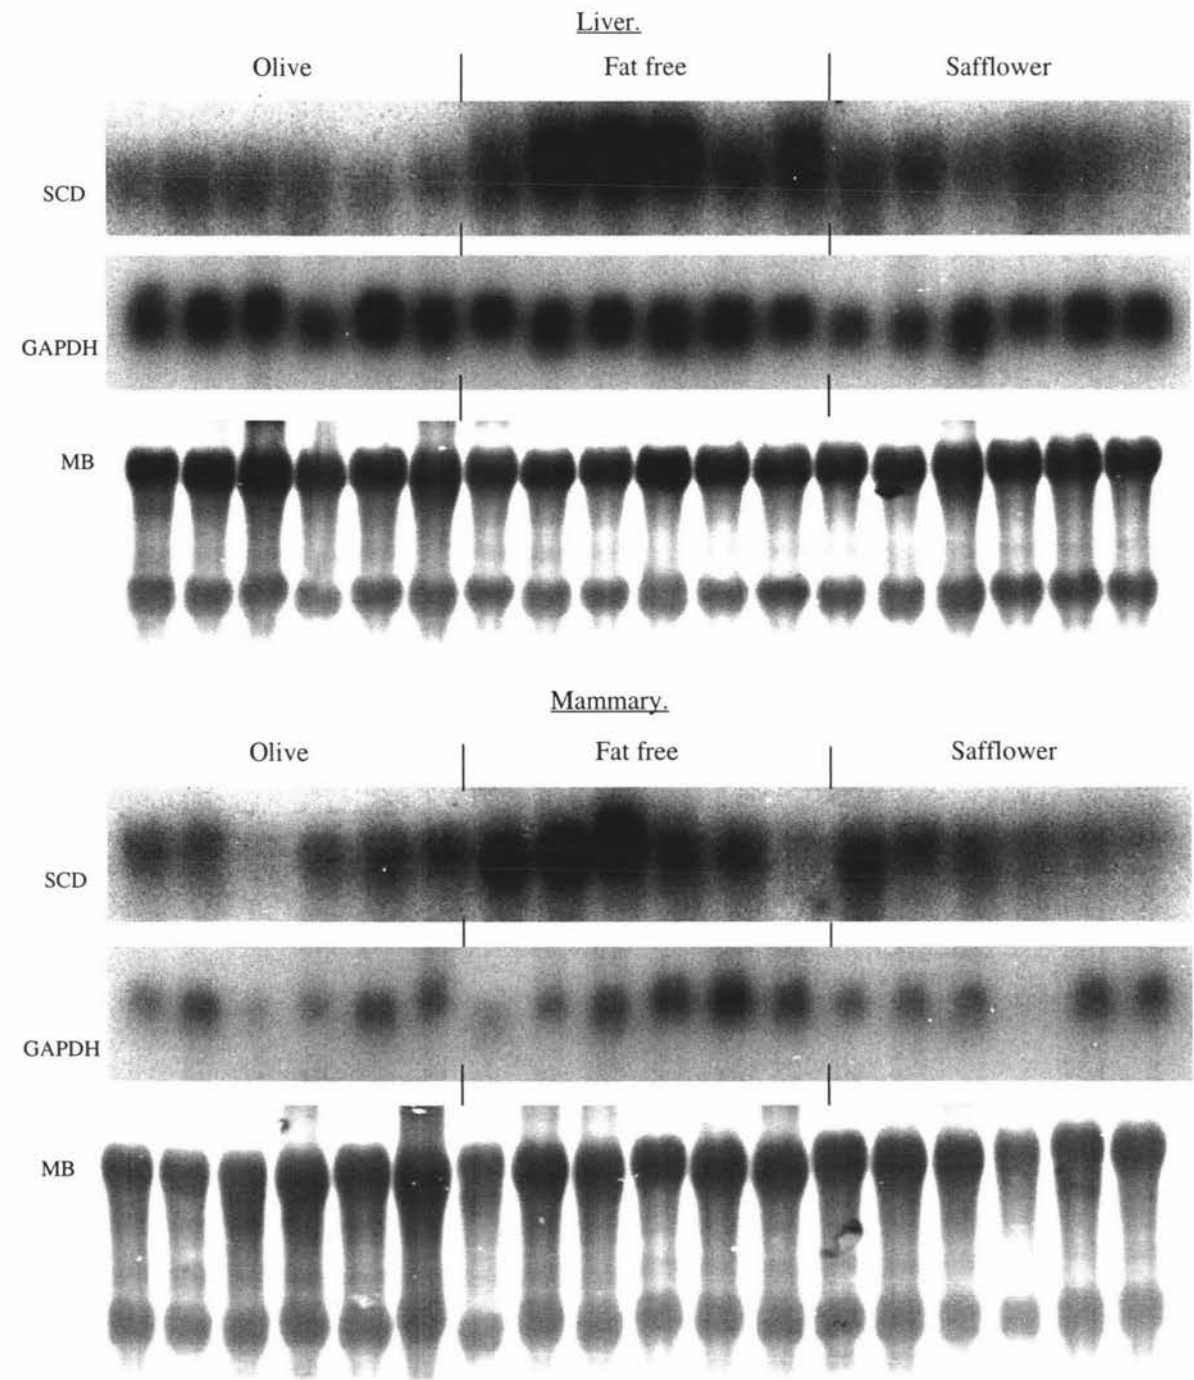 Liver.
Olive Fat free Safflower
SCD
GAPDH
MB
Mammary.
Olive Fat free Safflower
SCD
GAPDH
MB